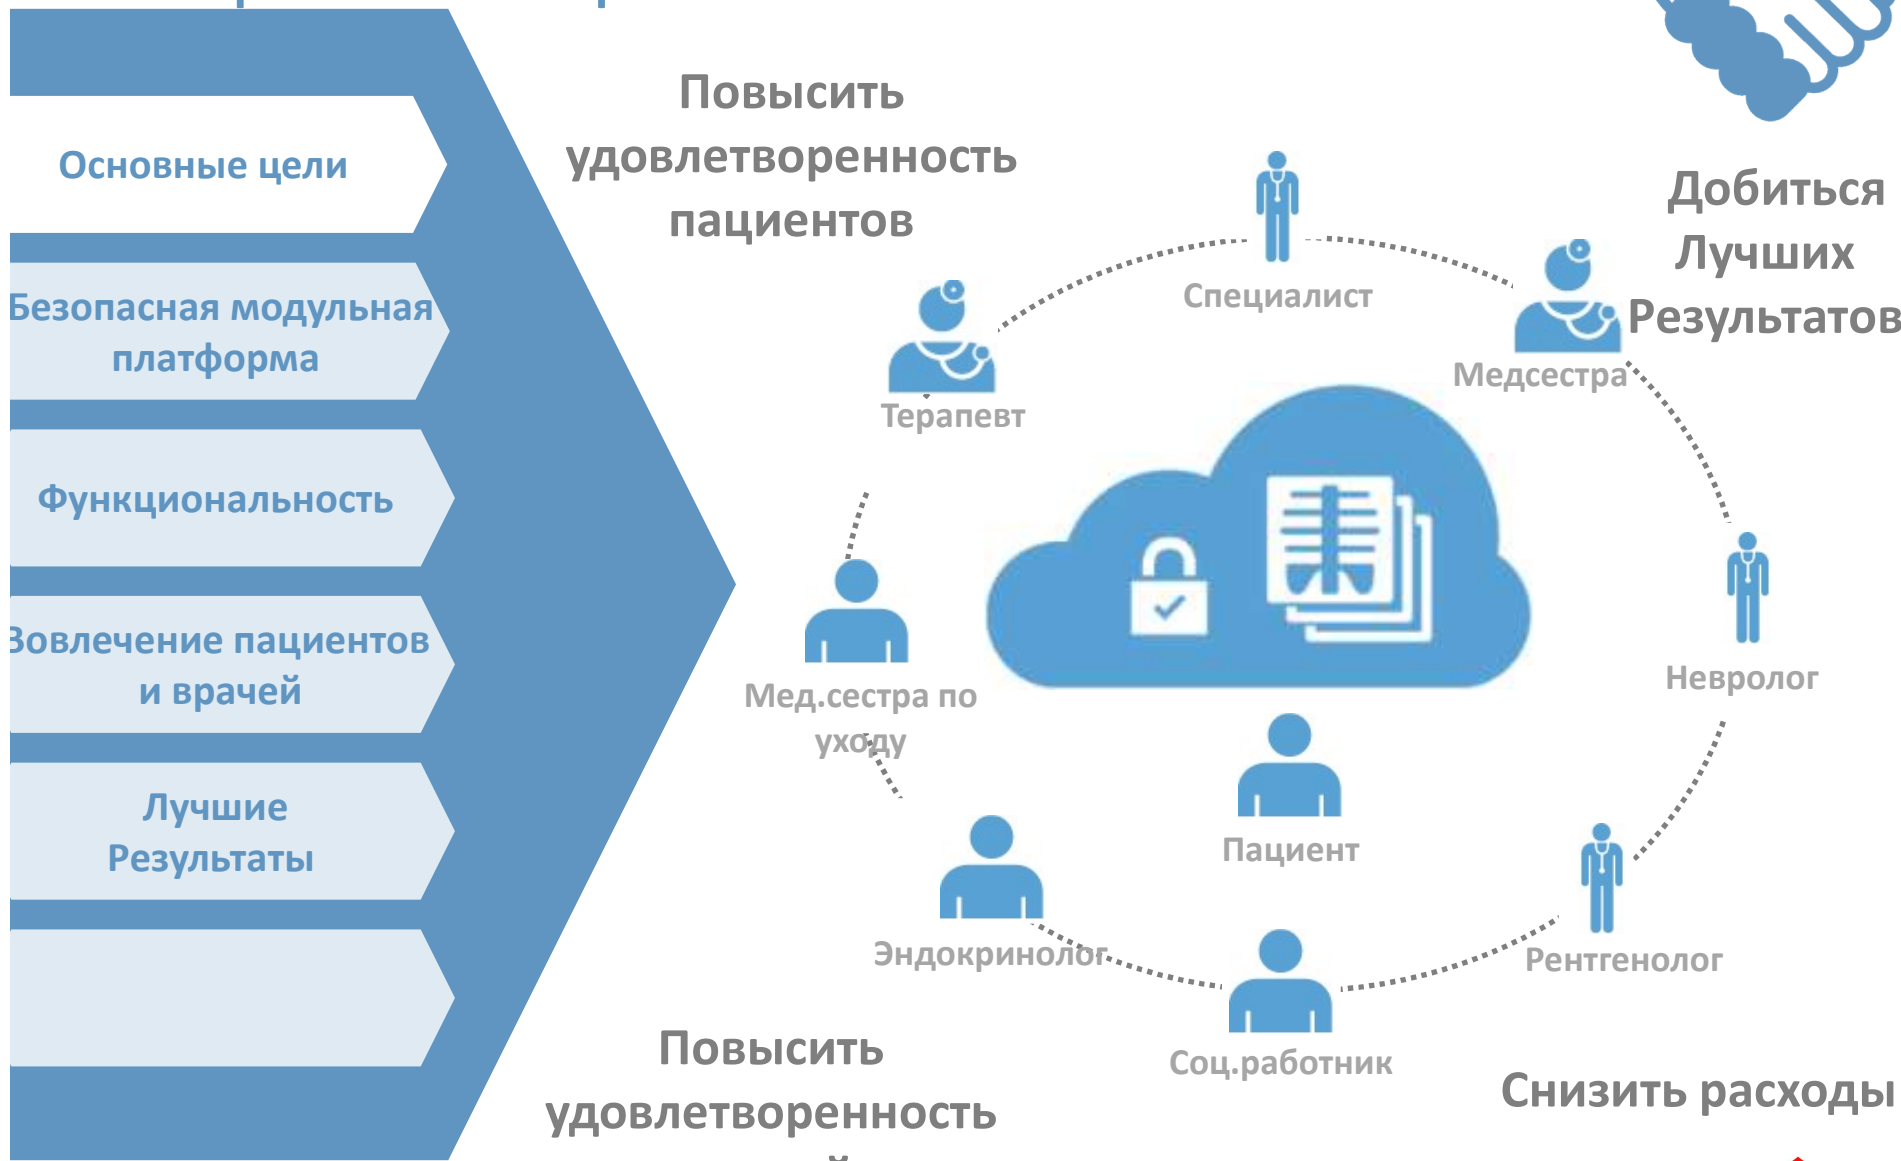 Основные цели
Безопасная модульная
платформа
Функциональность
Вовлечение пациентов
и врачей
Лучшие
Результаты
Повысить
удовлетворенность
пациентов
Добиться
Лучших
Результатов
Специалист
Медсестра
Терапевт
Невролог
Мед.сестра по
уходу
Пациент
Эндокринолог
Рентгенолог
Соц.работник
Повысить
удовлетворенность
Снизить расходы